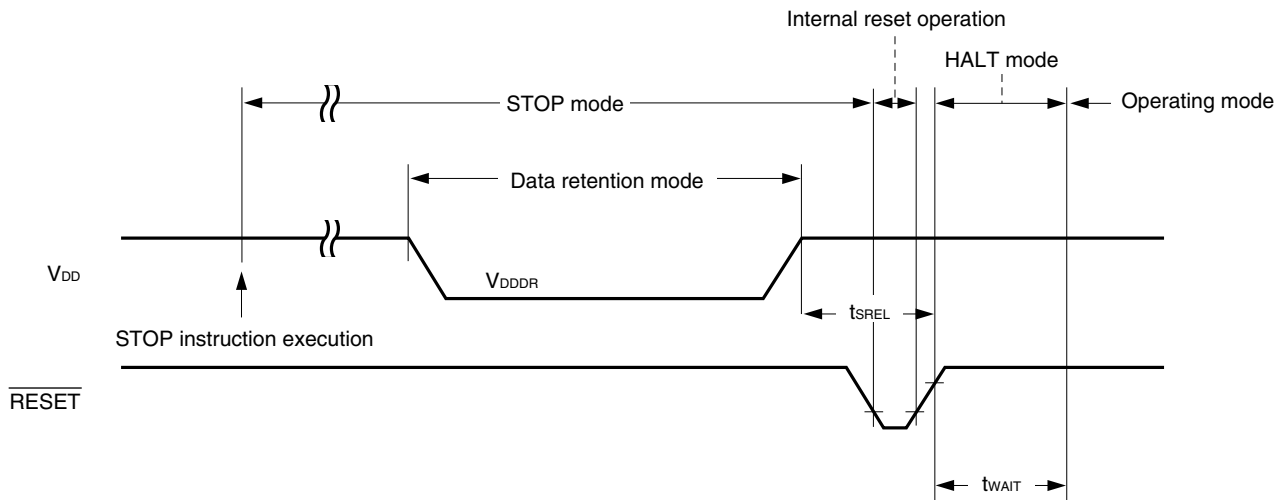 Internal reset operation
HALT mode
STOP mode
Operating mode
Data retention mode
VDD
VDDDR
tSREL
STOP instruction execution
RESET
tWAIT